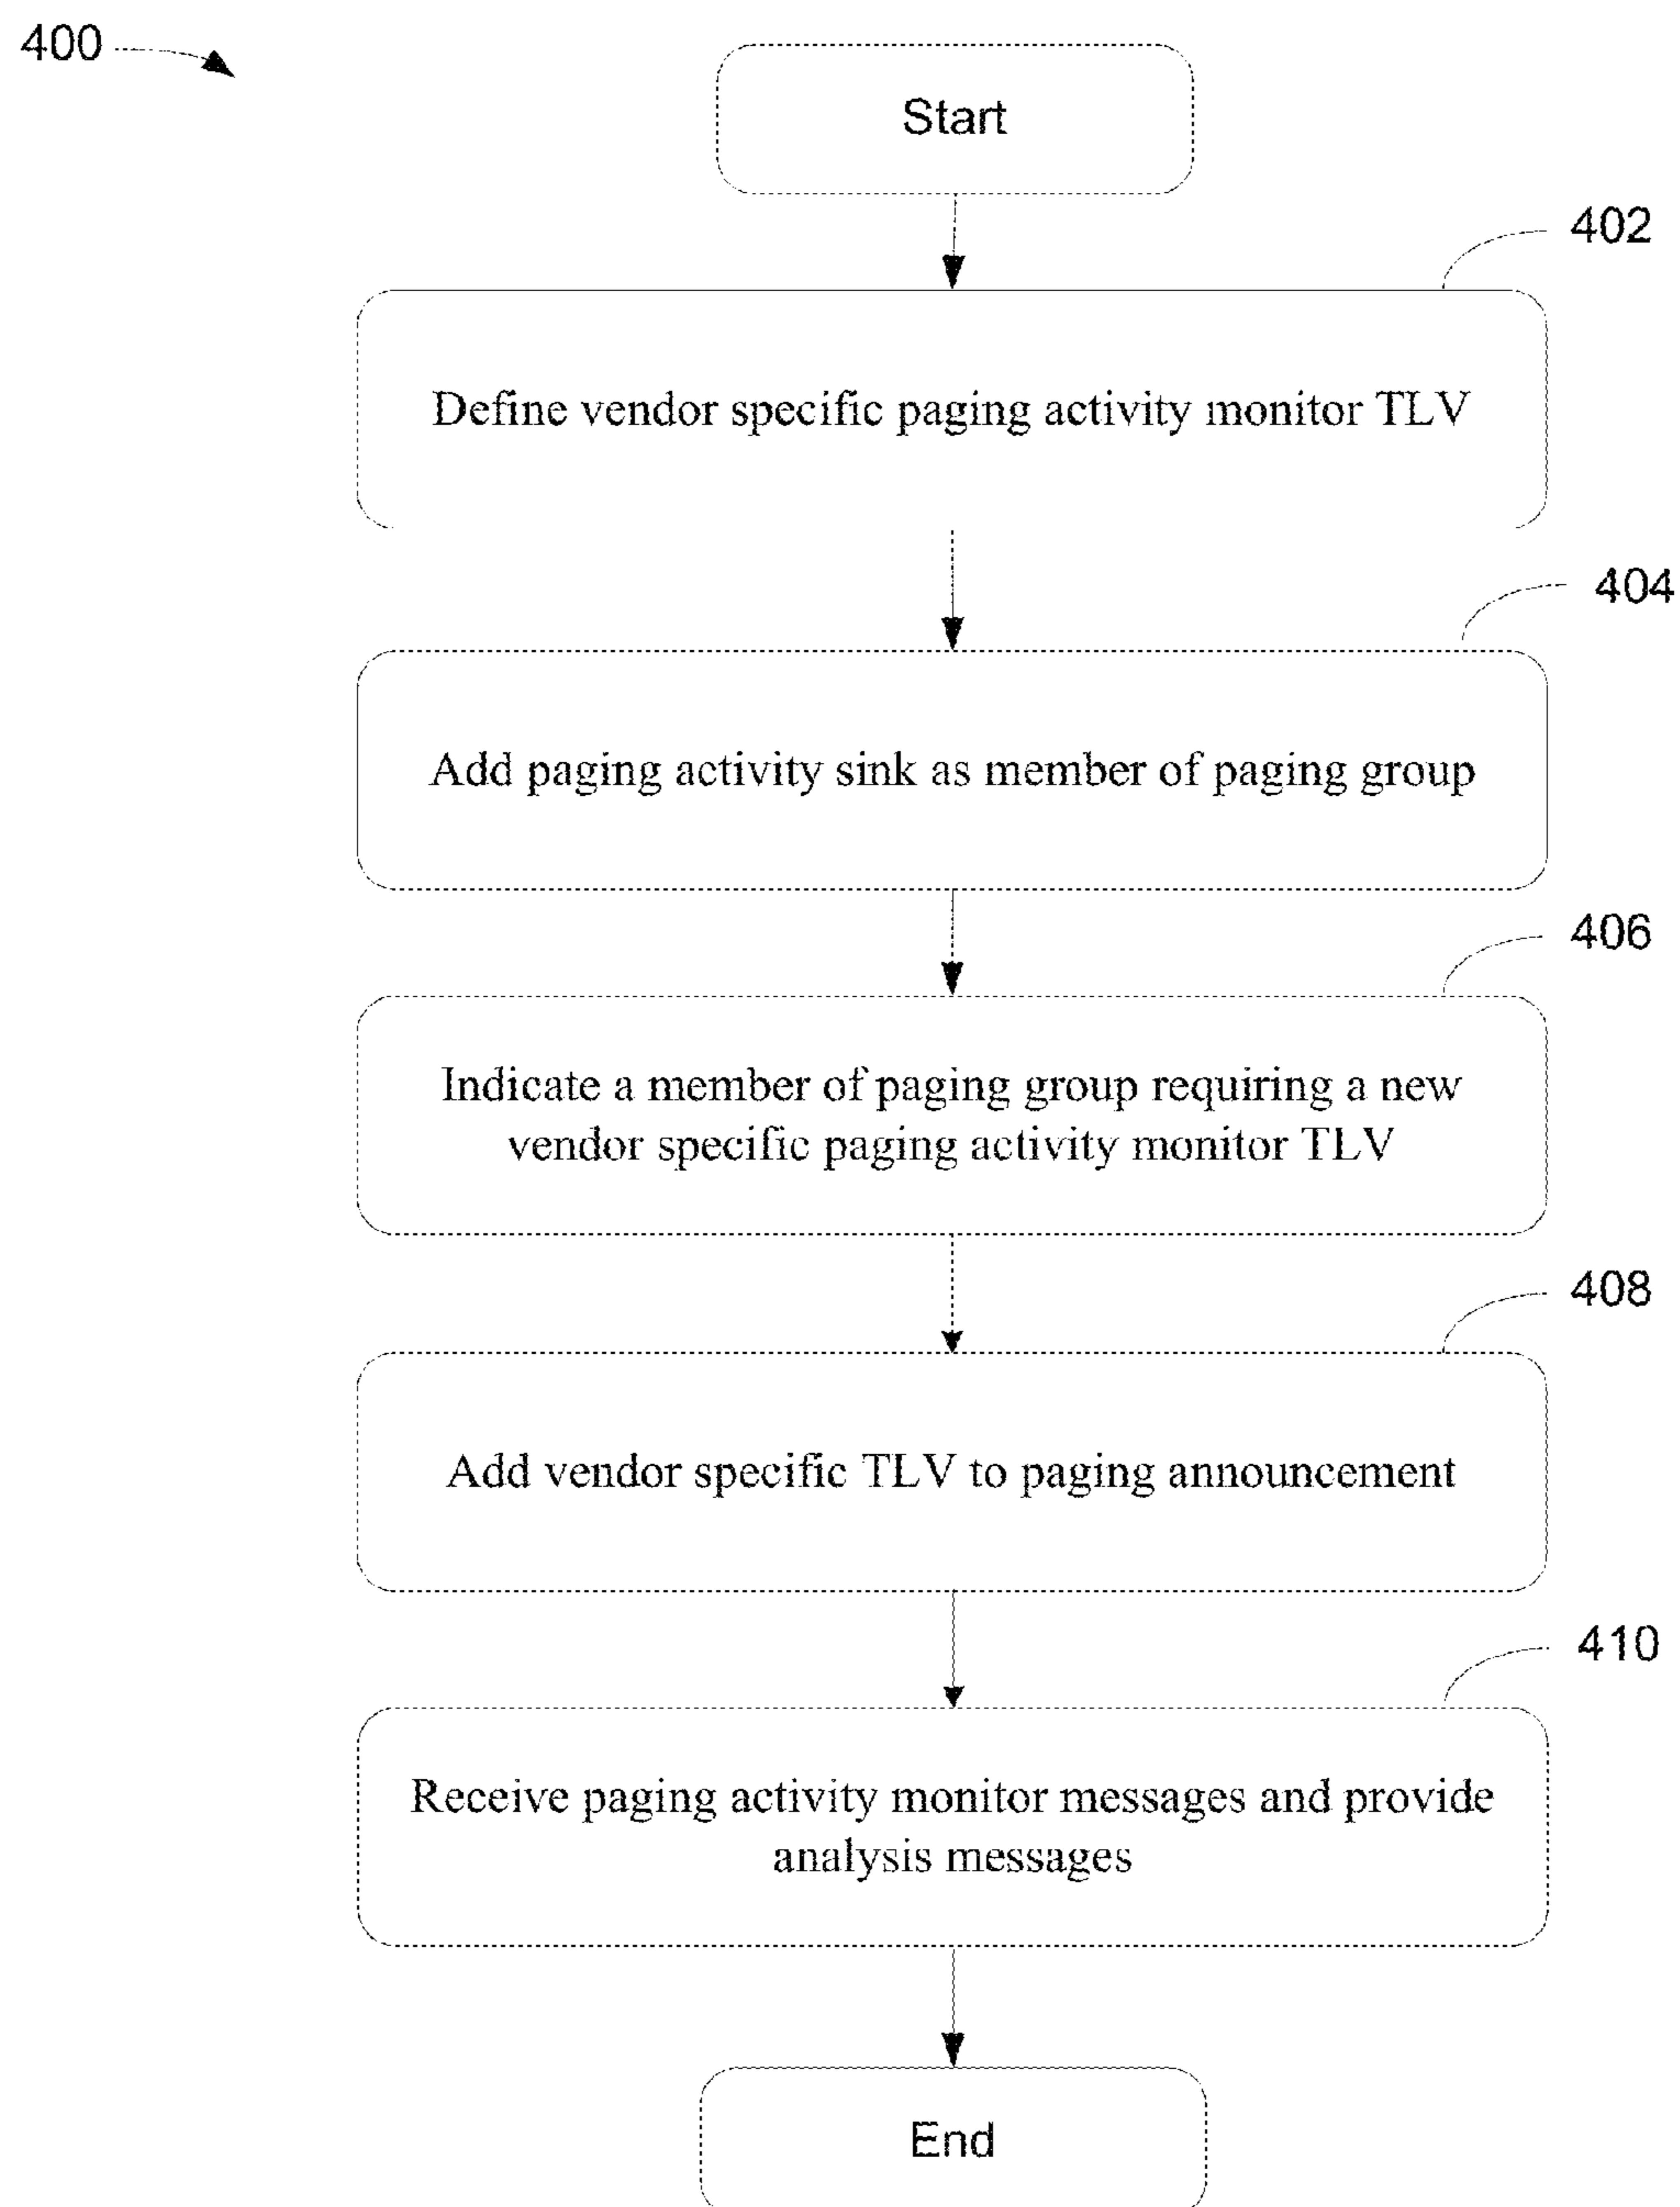 400
Start
402
Define vendor specific paging activity monitor TLV
404
Add paging activity sink as member of paging group
406
Indicate a member of paging group requiring a new
vendor specific paging activity monitor TLV
408
Add vendor specific TLV to paging announcement
410
Receive paging activity monitor messages and provide
analysis messages
End